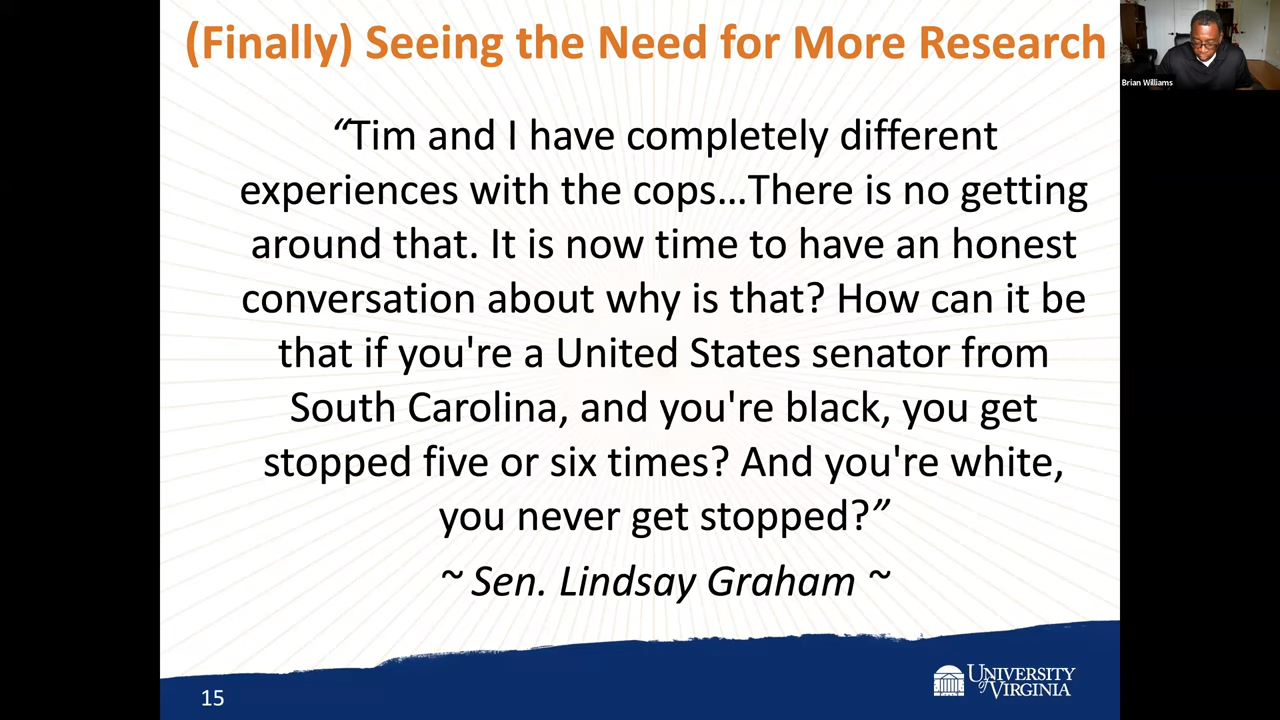 (Finally) Seeing the Need for More Research
Brian Williams
“Tim and I have completely different
experiences with the cops…There is no getting
around that. It is now time to have an honest
conversation about why is that? How can it be
that if you're a United States senator from
South Carolina, and you're black, you get
stopped five or six times? And you're white,
you never get stopped?”
~ Sen. Lindsay Graham ~
15
UNIVERSITY
of VIRGINIA